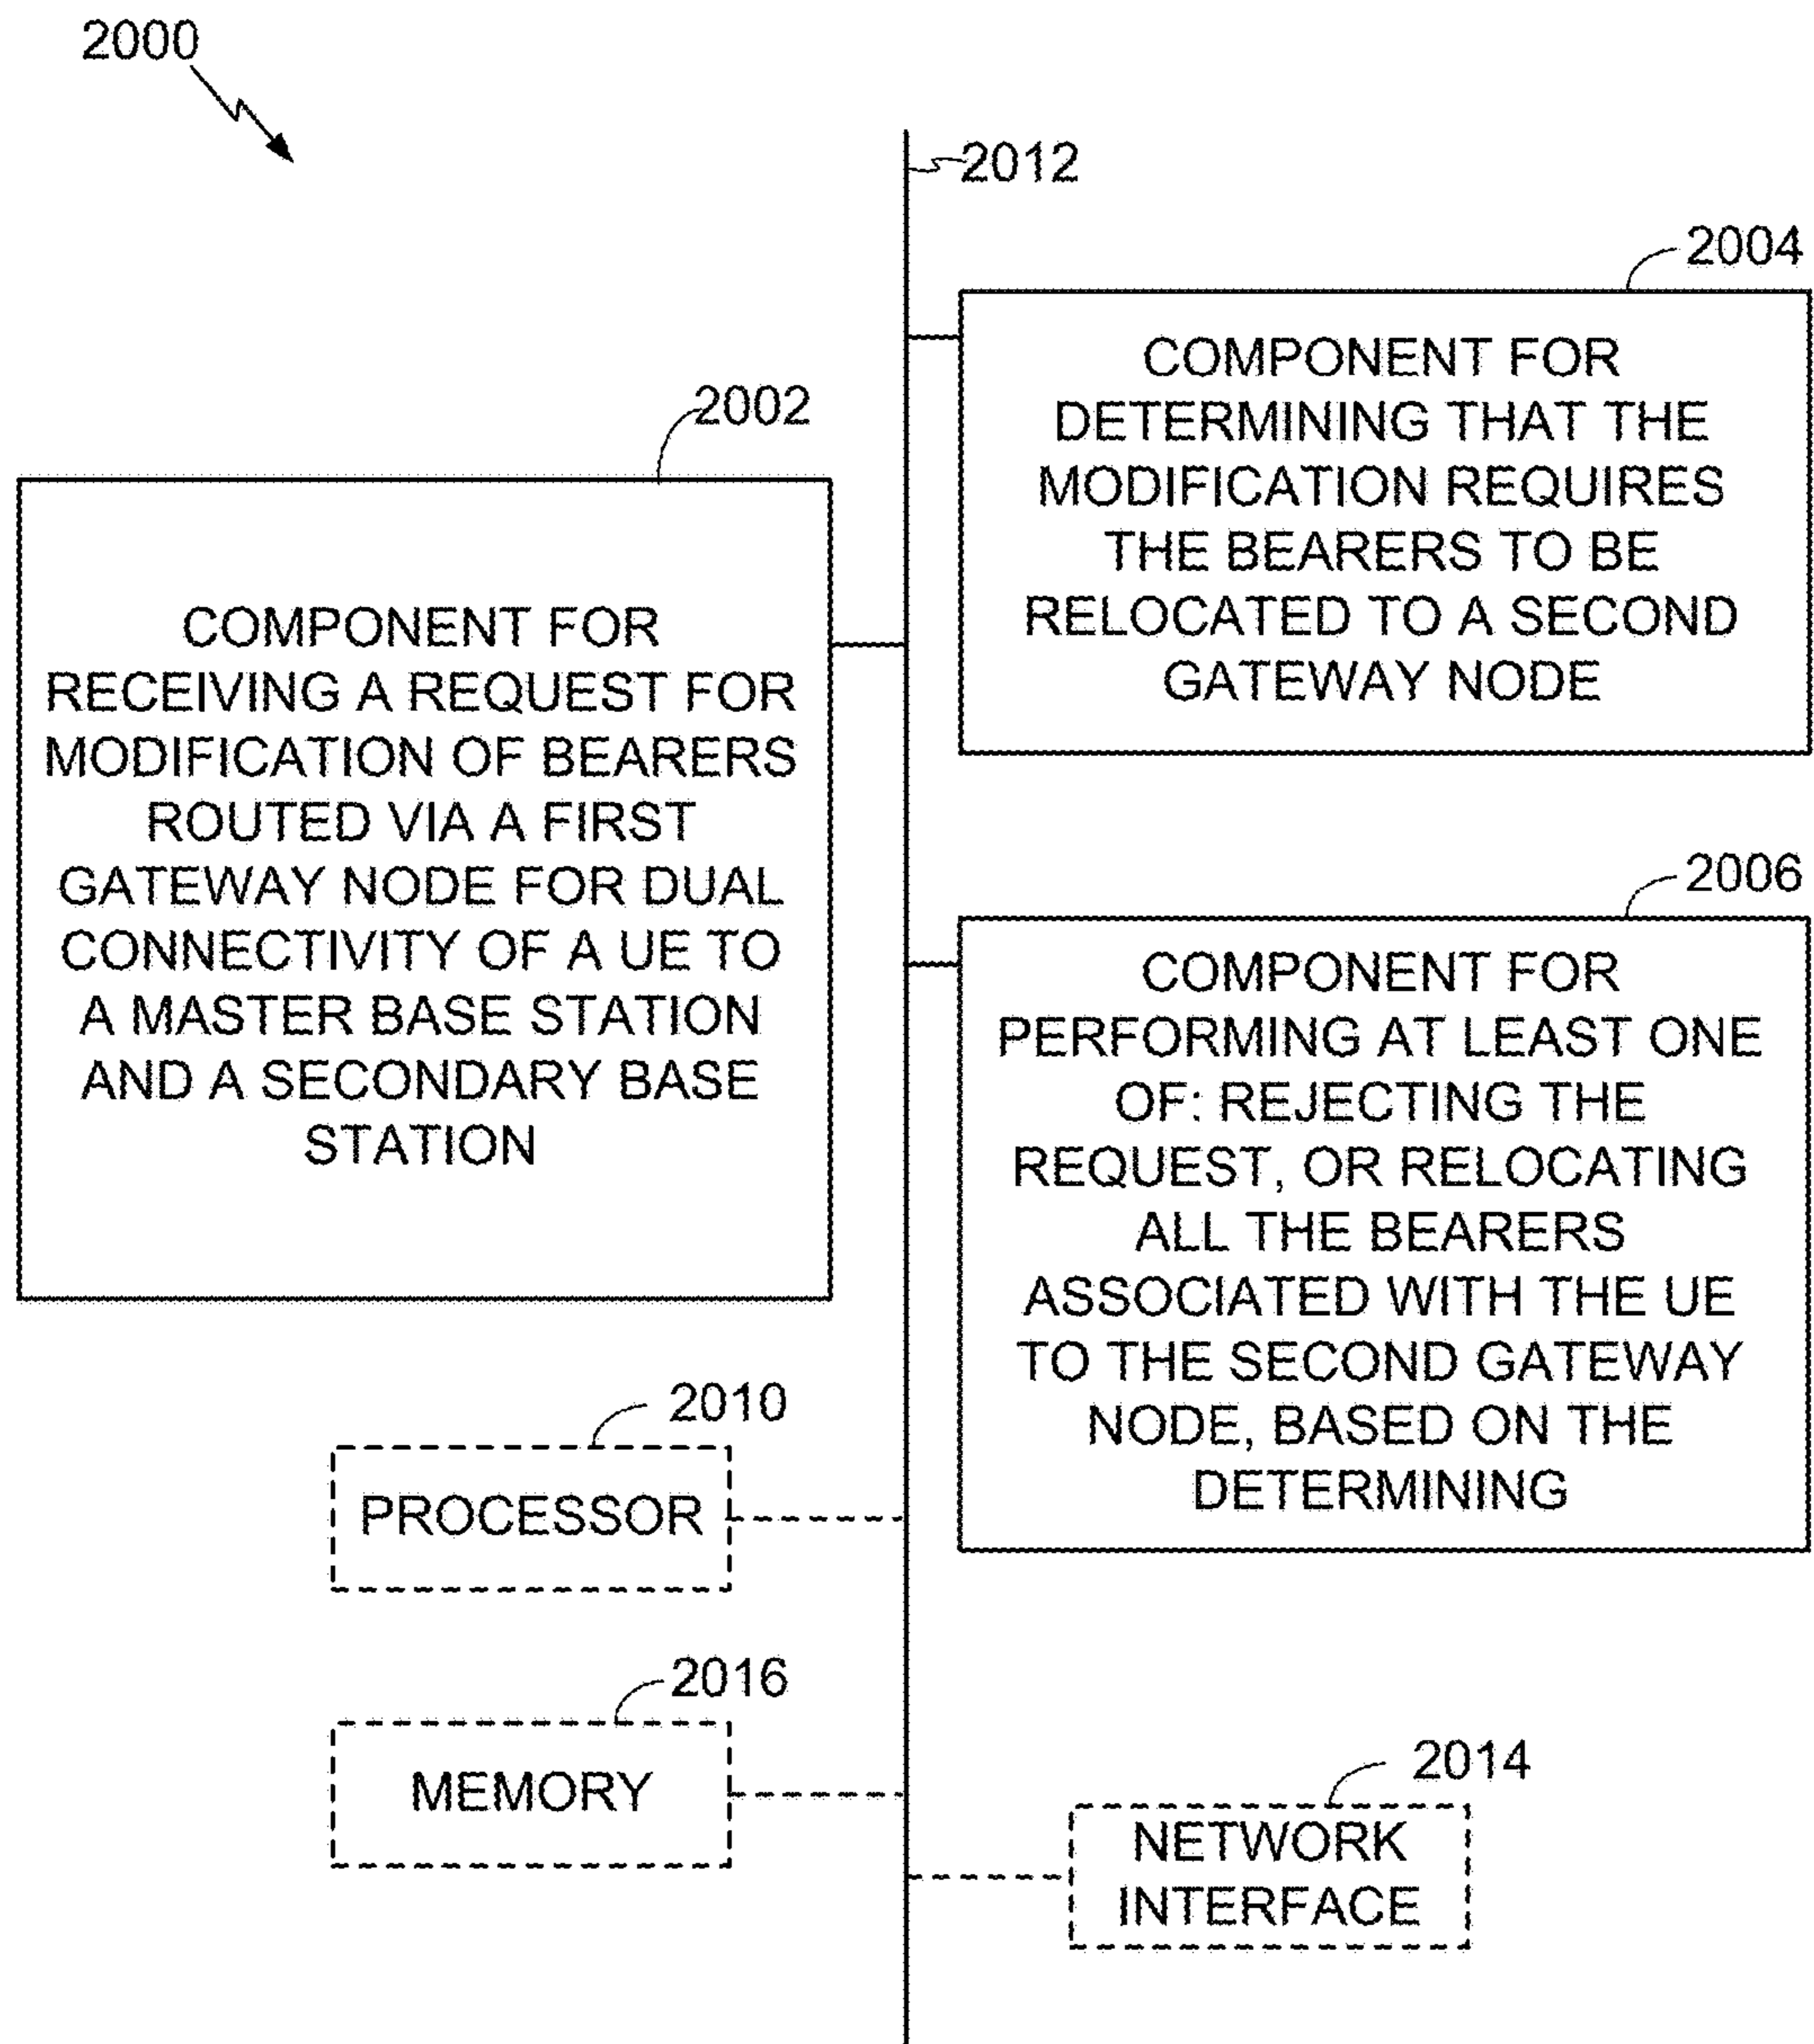 2000
2012
2004
COMPONENT FOR
DETERMINING THAT THE
MODIFICATION REQUIRES
THE BEARERS TO BE
RELOCATED TO A SECOND
GATEWAY NODE
2002
COMPONENT FOR
RECEIVING A REQUEST FOR
MODIFICATION OF BEARERS
ROUTED VIA A FIRST
GATEWAY NODE FOR DUAL
CONNECTIVITY OF A UE TO
A MASTER BASE STATION
AND A SECONDARY BASE
STATION
2006
COMPONENT FOR
PERFORMING AT LEAST ONE
OF: REJECTING THE
REQUEST, OR RELOCATING
ALL THE BEARERS
ASSOCIATED WITH THE UE
TO THE SECOND GATEWAY
NODE, BASED ON THE
DETERMINING
2010
PROCESSOR
2016
MEMORY
2014
NETWORK
INTERFACE